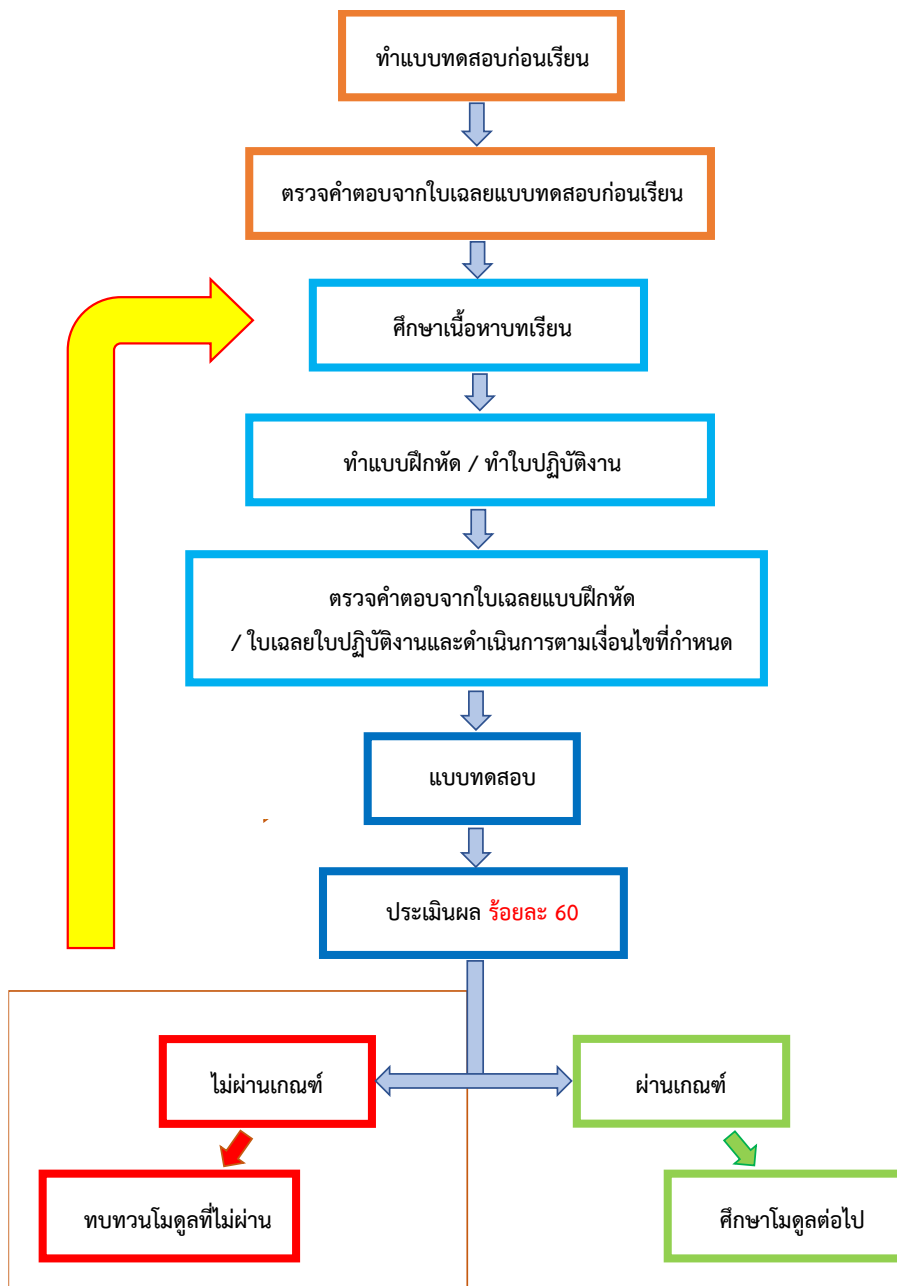 ทำแบบทดสอบก่อนเรียน
ตรวจคำตอบจากใบเฉลยแบบทดสอบก่อนเรียน
ศึกษาเนื้อหาบทเรียน
ทำแบบฝึกหัด / ทำใบปฏิบัติงาน
ตรวจคำตอบจากใบเฉลยแบบฝึกหัด
/ ใบเฉลยใบปฏิบัติงานและดำเนินการตามเงื่อนไขที่กำหนด
แบบทดสอบ
ประเมินผล ร้อยละ 60
ไม่ผ่านเกณฑ์
ผ่านเกณฑ์
ทบทวนโมดูลที่ไม่ผ่าน
ศึกษาโมดูลต่อไป